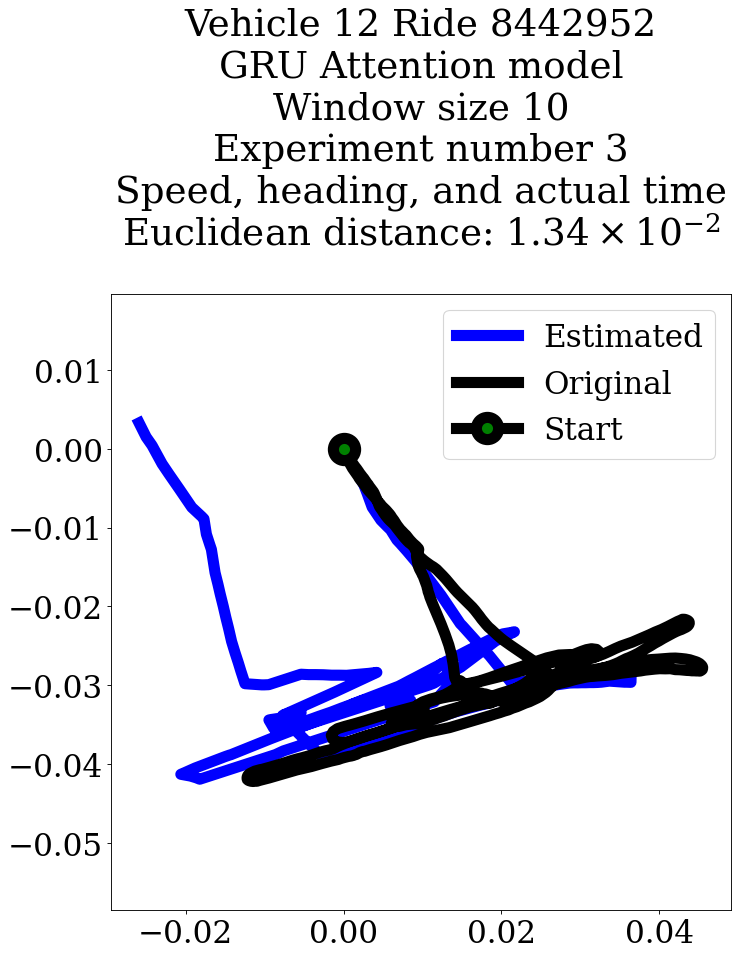 Vehicle 12 Ride 8442952
GRU Attention model
Window size 10
Experiment number 3
Speed, heading, and actual time
Euclidean distance: 1.34 × 10⁻²
Estimated
Original
Start
0.01
0.00
−0.01
−0.02
−0.03
−0.04
−0.05
−0.02 0.00 0.02 0.04